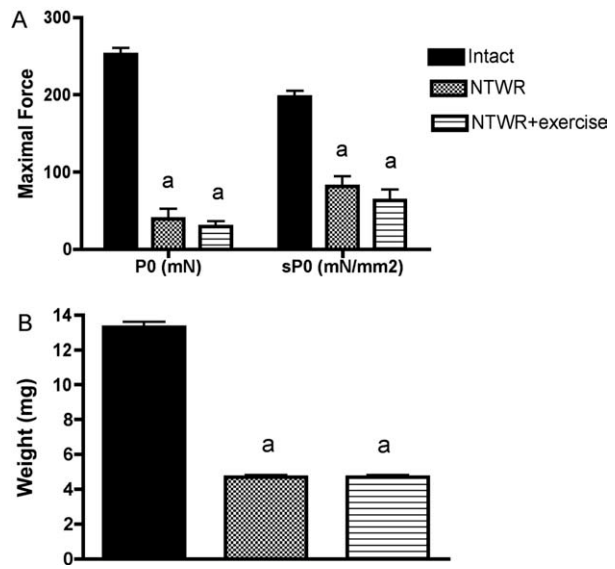 A
Maximal Force
300
200
100
0
a
a
a
a
P0 (mN)
sP0 (mN/mm2)
Intact
NTWR
NTWR+exercise
B
Weight (mg)
14
12
10
8
6
4
2
0
a
a